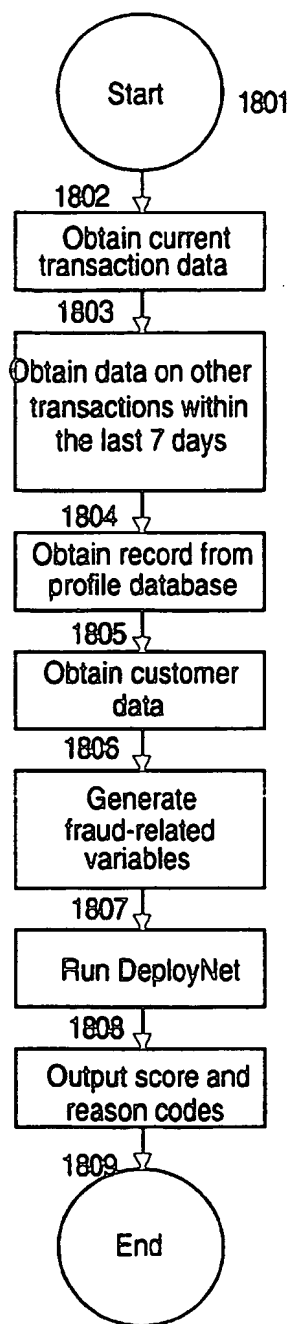 Start
1801
1802
Obtain current
transaction data
1803
Obtain data on other
transactions within
the last 7 days
1804
Obtain record from
profile database
1805
Obtain customer
data
1806
Generate
fraud-related
variables
1807
Run DeployNet
1808
Output score and
reason codes
1809
End